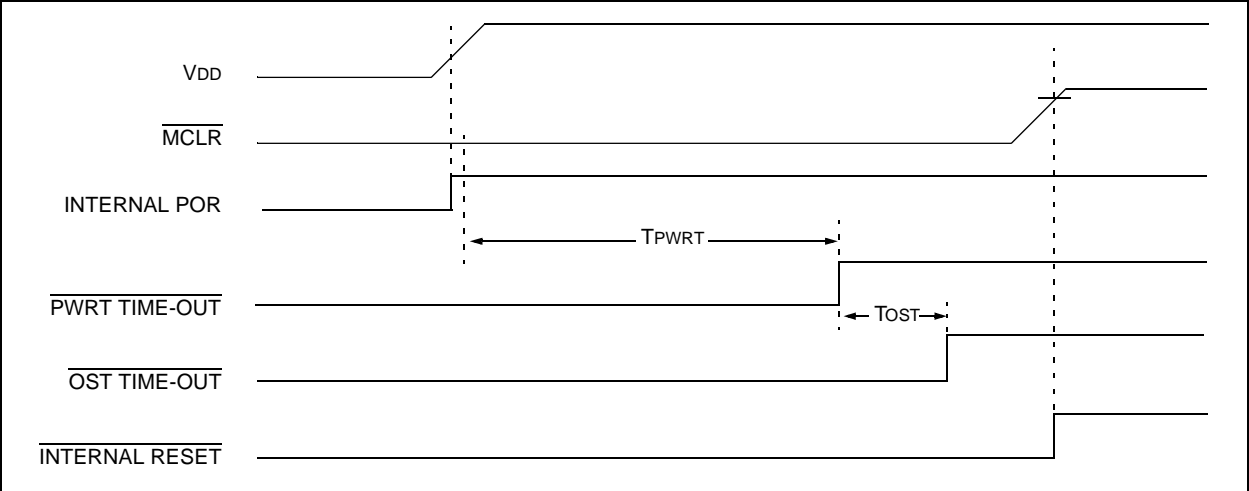 VDD
MCLR
INTERNAL POR
TPWRT
PWRT TIME-OUT
TOST
OST TIME-OUT
INTERNAL RESET